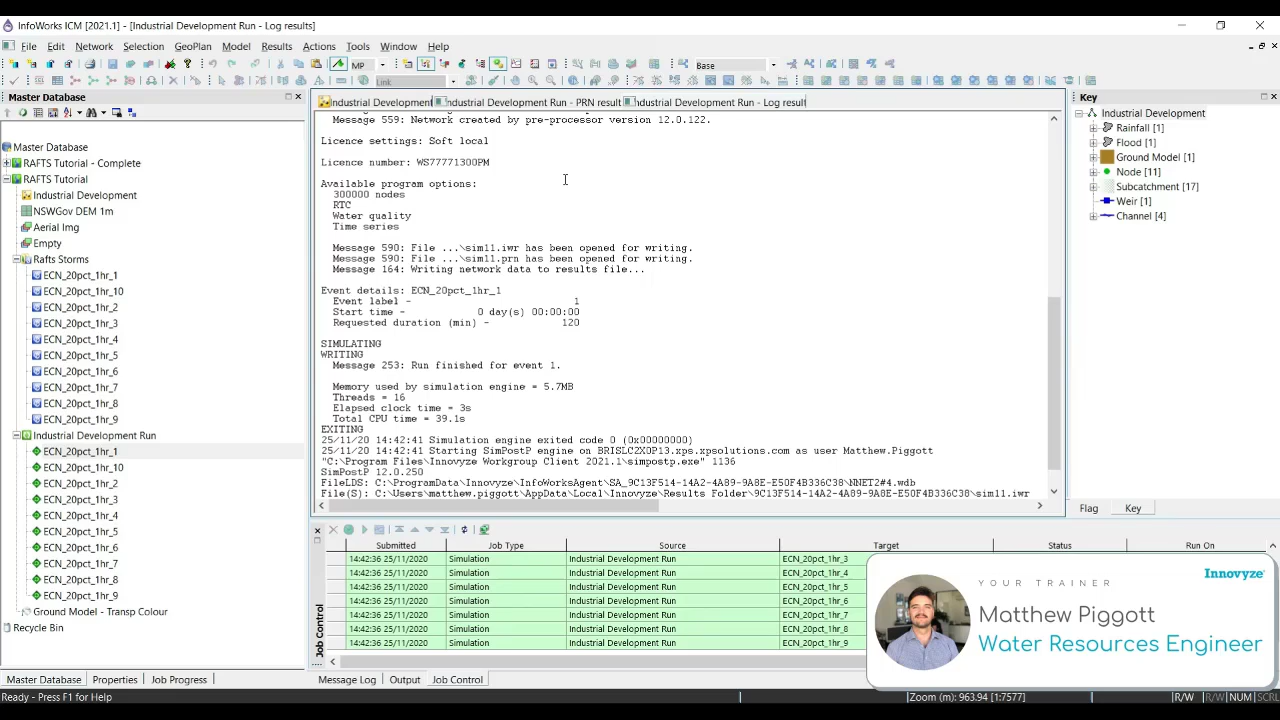 InfoWorks ICM [2021.1] - [Industrial Development Run - Log results]
File Edit Network Selection GeoPlan Model Results Actions Tools Window Help
MP Base
Link
Master Database
Industrial Development Industrial Development Run - PRN result Industrial Development Run - Log result
Key
Master Database
RAFTS Tutorial - Complete
RAFTS Tutorial
Industrial Development
NSWGov DEM 1m
Aerial Img
Empty
Rafts Storms
ECN_20pct_1hr_1
ECN_20pct_1hr_10
ECN_20pct_1hr_2
ECN_20pct_1hr_3
ECN_20pct_1hr_4
ECN_20pct_1hr_5
ECN_20pct_1hr_6
ECN_20pct_1hr_7
ECN_20pct_1hr_8
ECN_20pct_1hr_9
Industrial Development Run
ECN_20pct_1hr_1
ECN_20pct_1hr_10
ECN_20pct_1hr_2
ECN_20pct_1hr_3
ECN_20pct_1hr_4
ECN_20pct_1hr_5
ECN_20pct_1hr_6
ECN_20pct_1hr_7
ECN_20pct_1hr_8
ECN_20pct_1hr_9
Ground Model - Transp Colour
Recycle Bin
Master Database Properties Job Progress
Message 559: Network created by pre-processor version 12.0.122.
Licence settings: Soft local
Licence number: WS77771300PM
Available program options:
300000 nodes
RTC
Water quality
Time series
Message 590: File ...\sim11.iwr has been opened for writing.
Message 590: File ...\sim11.prn has been opened for writing.
Message 164: Writing network data to results file...
Event details: ECN_20pct_1hr_1
Event label - 1
Start time - 0 day(s) 00:00:00
Requested duration (min) - 120
SIMULATING
WRITING
Message 253: Run finished for event 1.
Memory used by simulation engine = 5.7MB
Threads = 16
Elapsed clock time = 3s
Total CPU time = 39.1s
EXITING
25/11/20 14:42:41 Simulation engine exited code 0 (0x00000000)
25/11/20 14:42:41 Starting SimPostP engine on BRISLC2X0P13.xps.xpsolutions.com as user Matthew.Piggott
"C:\Program Files\Innovyze Workgroup Client 2021.1\simpostp.exe" 1136
SimPostP 12.0.250
FileLDS: C:\ProgramData\Innovyze\InfoWorksAgent\SA_9C13F514-14A2-4A89-9A8E-E50F4B336C38\NNET2#4.wdb
File(S): C:\Users\matthew.piggott\AppData\Local\Innovyze\Results Folder\9C13F514-14A2-4A89-9A8E-E50F4B336C38\sim11.iwr
Industrial Development
Rainfall [1]
Flood [1]
Ground Model [1]
Node [11]
Subcatchment [17]
Weir [1]
Channel [4]
Flag Key
Job Control
Submitted Job Type Source Target Status Run On
14:42:36 25/11/2020 Simulation Industrial Development Run ECN_20pct_1hr_3
14:42:36 25/11/2020 Simulation Industrial Development Run ECN_20pct_1hr_4
14:42:36 25/11/2020 Simulation Industrial Development Run ECN_20pct_1hr_5
14:42:36 25/11/2020 Simulation Industrial Development Run ECN_20pct_1hr_6
14:42:36 25/11/2020 Simulation Industrial Development Run ECN_20pct_1hr_7
14:42:36 25/11/2020 Simulation Industrial Development Run ECN_20pct_1hr_8
14:42:36 25/11/2020 Simulation Industrial Development Run ECN_20pct_1hr_9
Message Log Output Job Control
Innovyze
YOUR TRAINER
Matthew Piggott
Water Resources Engineer
Ready - Press F1 for Help
Zoom (m): 963.94 [1:7577] R/W R/W NUM SCRL